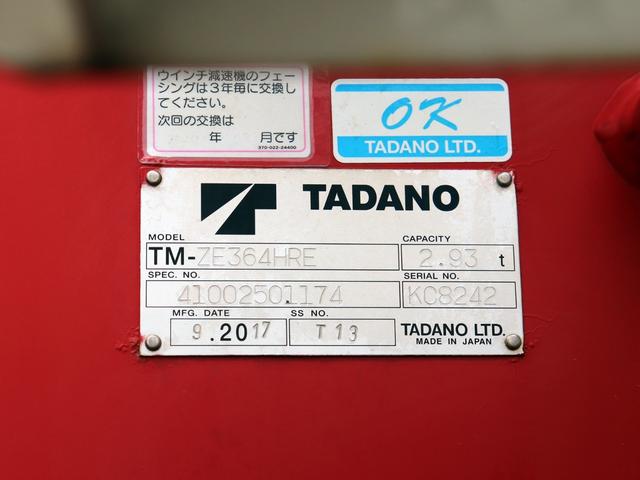 ウインチ減速機のフェー
シングは3年毎に交換し
てください。
次回の交換は
年 月です
370-022-24400
OK
TADANO LTD.
TADANO
MODEL CAPACITY
TM-ZE364HRE 2.93 t
SPEC. NO. SERIAL NO.
41002501174 KC8242
MFG. DATE SS NO.
9.2017 T13 TADANO LTD.
MADE IN JAPAN